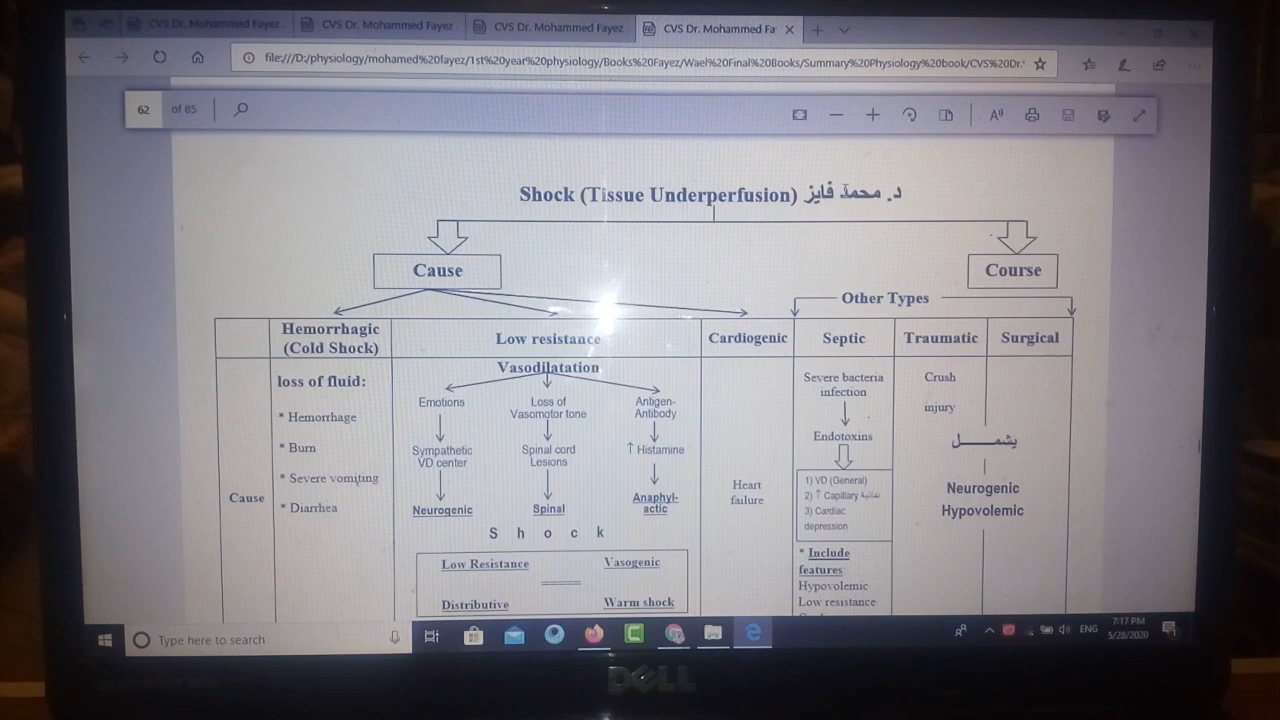 CVS Dr. Mohammed Fayez
CVS Dr. Mohammed Fayez
CVS Dr. Mohammed Fayez
CVS Dr. Mohammed Fa
file:///D:/physiology/mohamed%20fayez/1st%20year%20physiology/Books%20Fayez/Wael%20Final%20Books/Summary%20Physiology%20book/CVS%20Dr.
62 of 85
Shock (Tissue Underperfusion) د. محمد فايز
Cause
Course
Other Types
Hemorrhagic
(Cold Shock)
Low resistance
Cardiogenic
Septic
Traumatic
Surgical
Cause
loss of fluid:
* Hemorrhage
* Burn
* Severe vomiting
* Diarrhea
Vasodilatation
Emotions
Sympathetic
VD center
Neurogenic
Loss of
Vasomotor tone
Spinal cord
Lesions
Spinal
Antigen-
Antibody
↑ Histamine
Anaphyl-
actic
S h o c k
Low Resistance
Vasogenic
Distributive
Warm shock
Heart
failure
Severe bacteria
infection
Endotoxins
1) VD (General)
2) ↑ Capillary
3) Cardiac
depression
* Include
features:
Hypovolemic
Low resistance
Crush
injury
يشمـــــل
Neurogenic
Hypovolemic
Type here to search
ENG
7:17 PM
5/28/2020
DELL